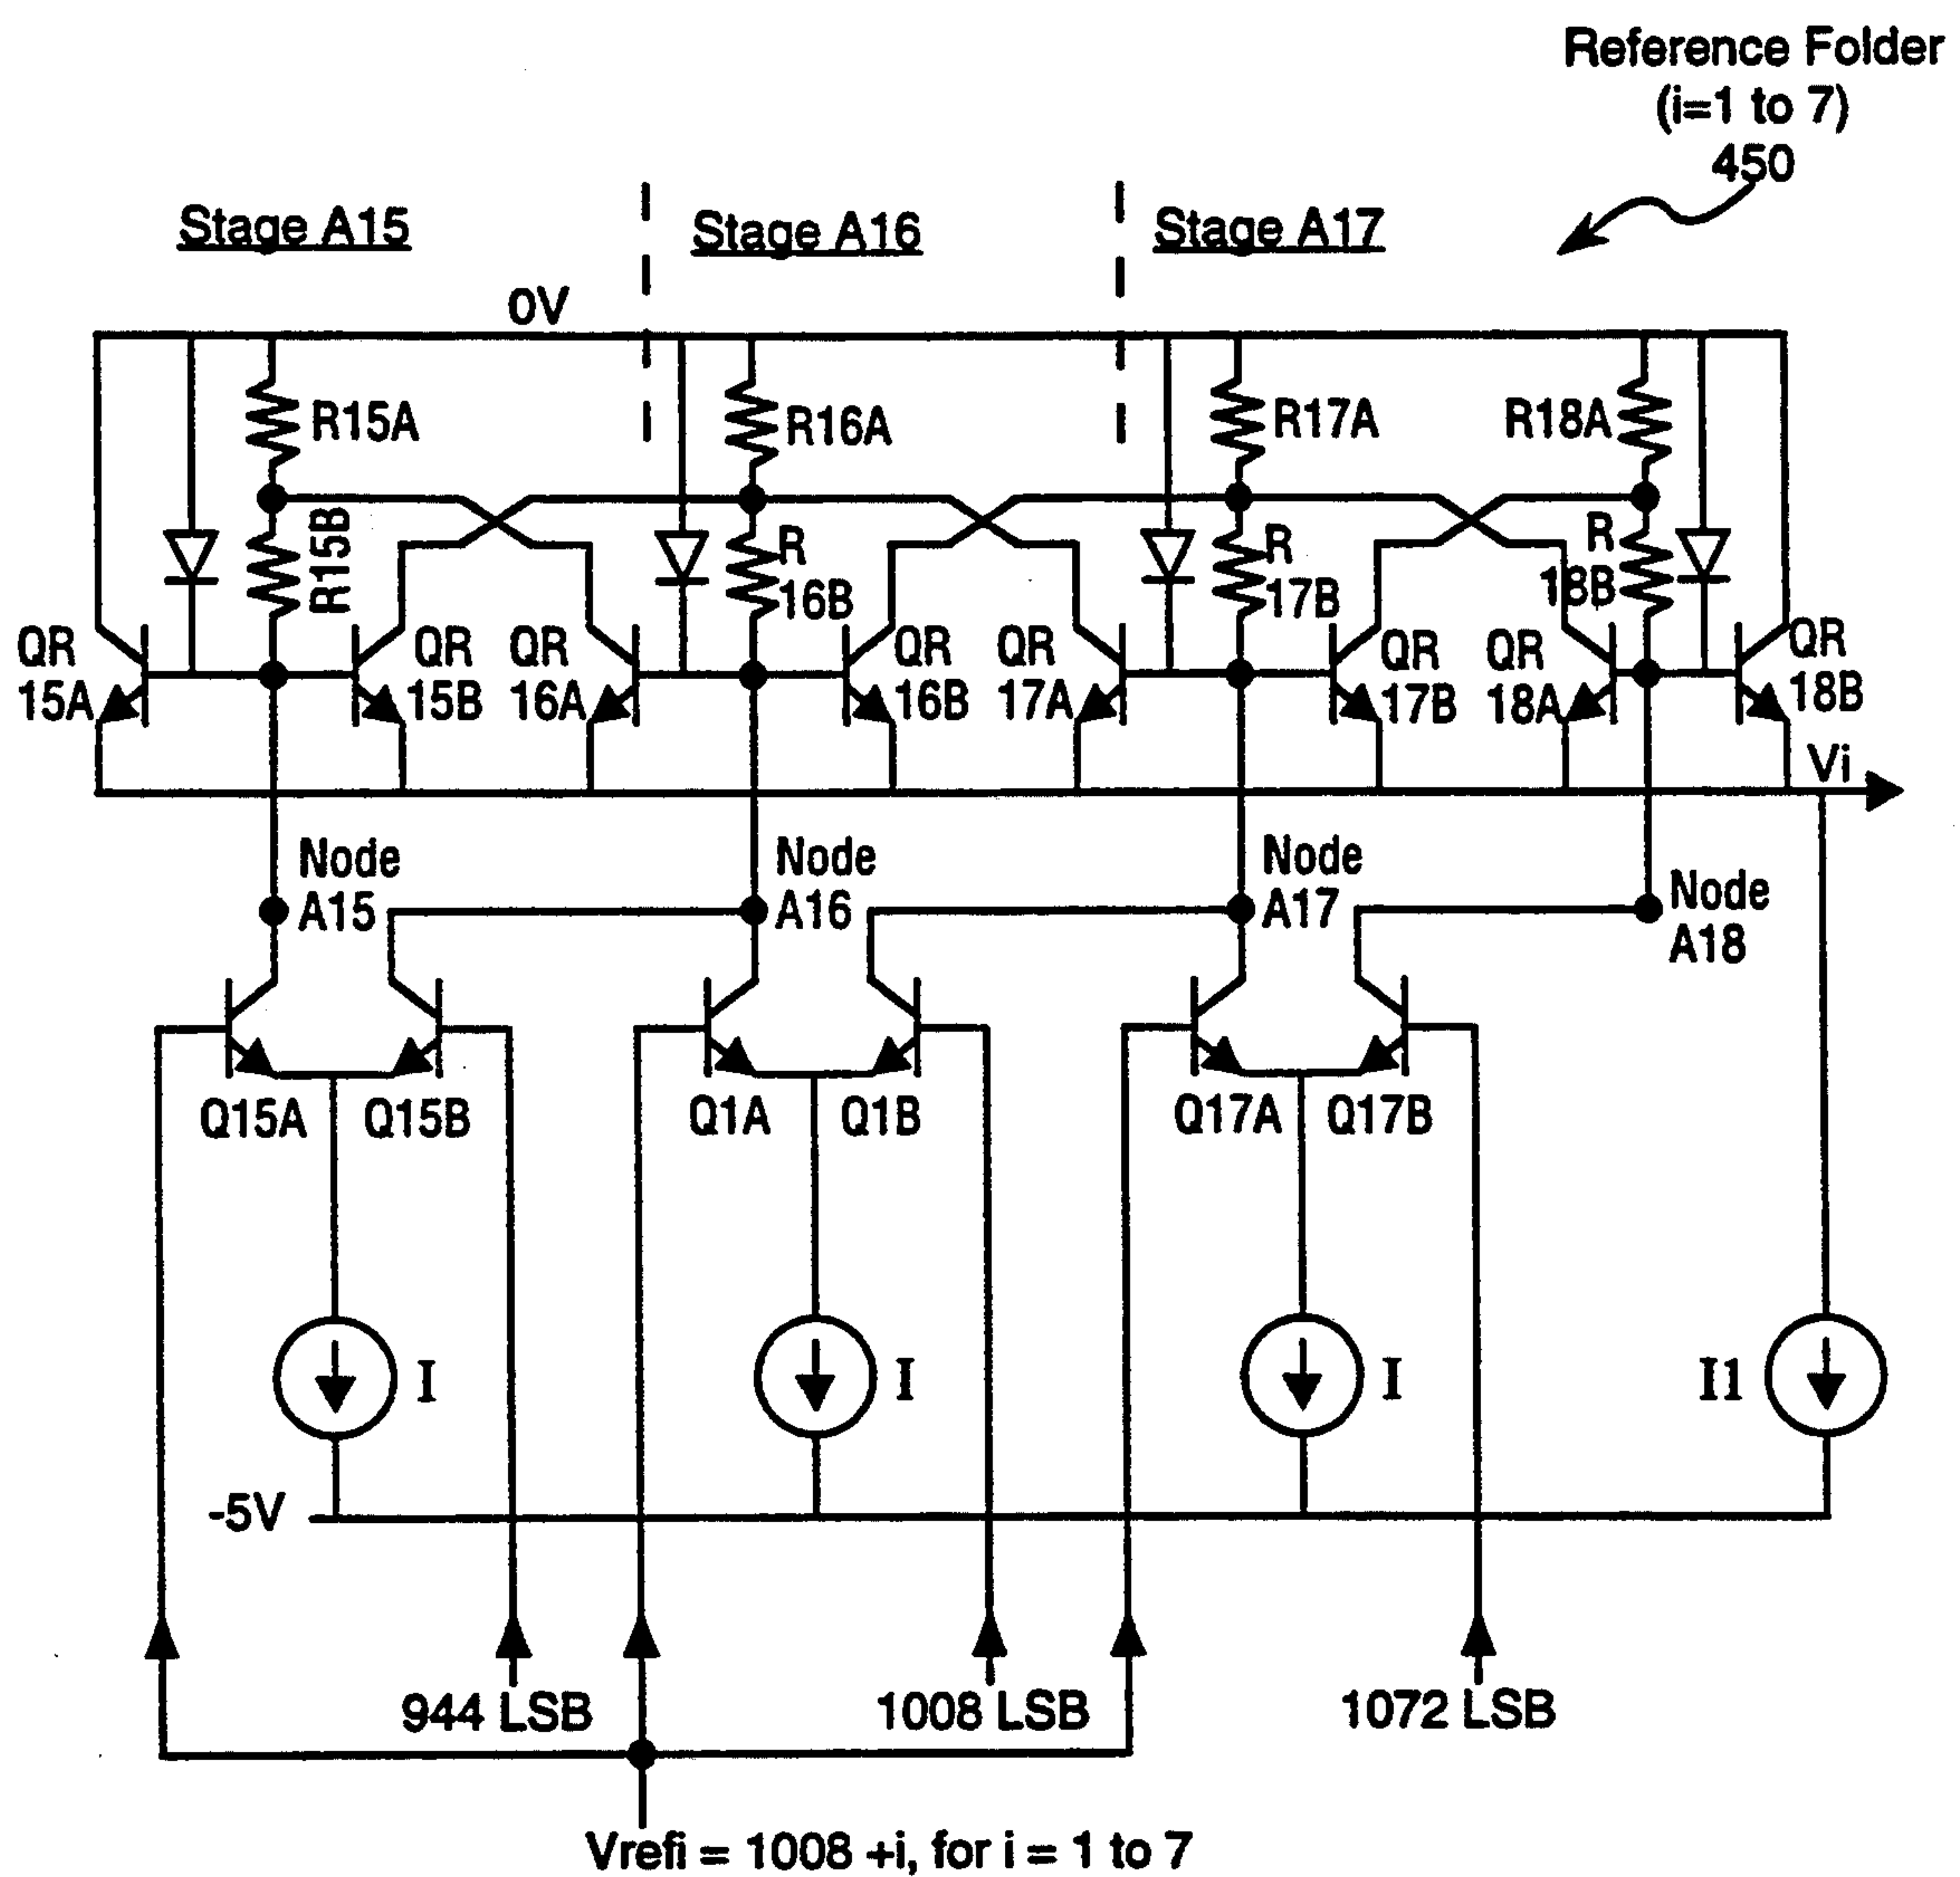 Reference Folder
(i=1 to 7)
450
Stage A15
Stage A16
Stage A17
0V
R15A
R16A
R17A
R18A
R15B
R
16B
R
17B
R
18B
QR
15A
QR
15B
QR
16A
QR
16B
QR
17A
QR
17B
QR
18A
QR
18B
Vi
Node
A15
Node
A16
Node
A17
Node
A18
Q15A
Q15B
Q1A
Q1B
Q17A
Q17B
I
I
I
I1
-5V
944 LSB
1008 LSB
1072 LSB
Vrefi = 1008 +i, for i = 1 to 7